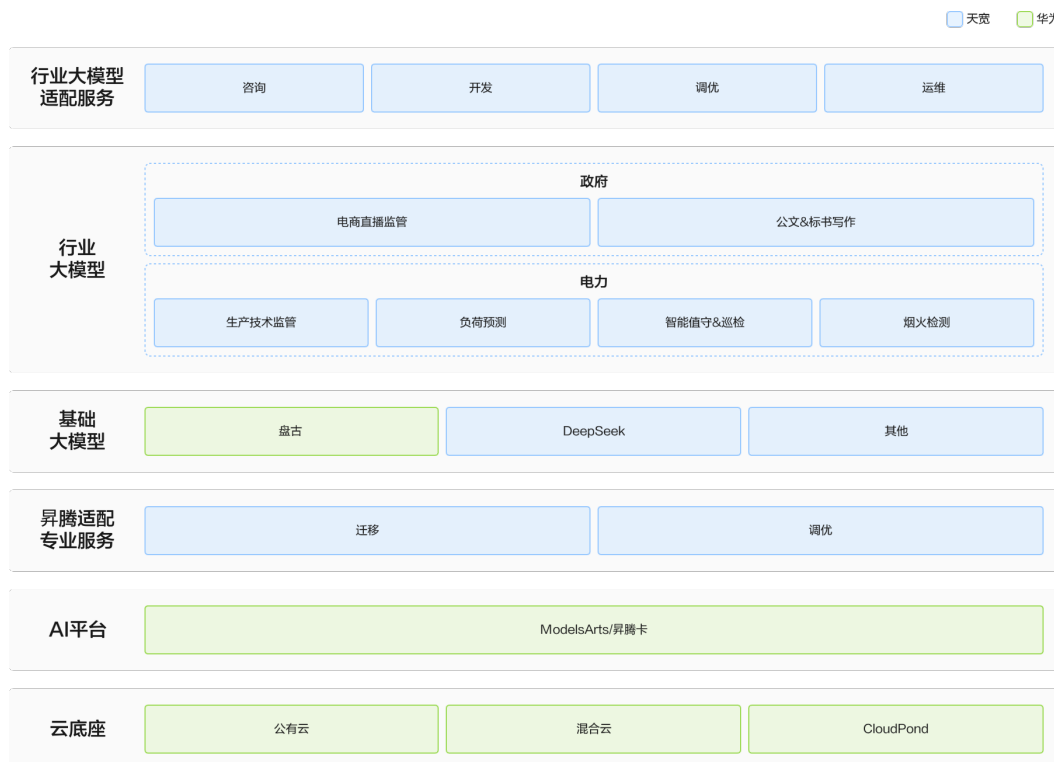 天宽
华为
行业大模型
适配服务
咨询
开发
调优
运维
行业
大模型
政府
电商直播监管
公文&标书写作
电力
生产技术监管
负荷预测
智能值守&巡检
烟火检测
基础
大模型
盘古
DeepSeek
其他
昇腾适配
专业服务
迁移
调优
AI平台
ModelsArts/昇腾卡
云底座
公有云
混合云
CloudPond